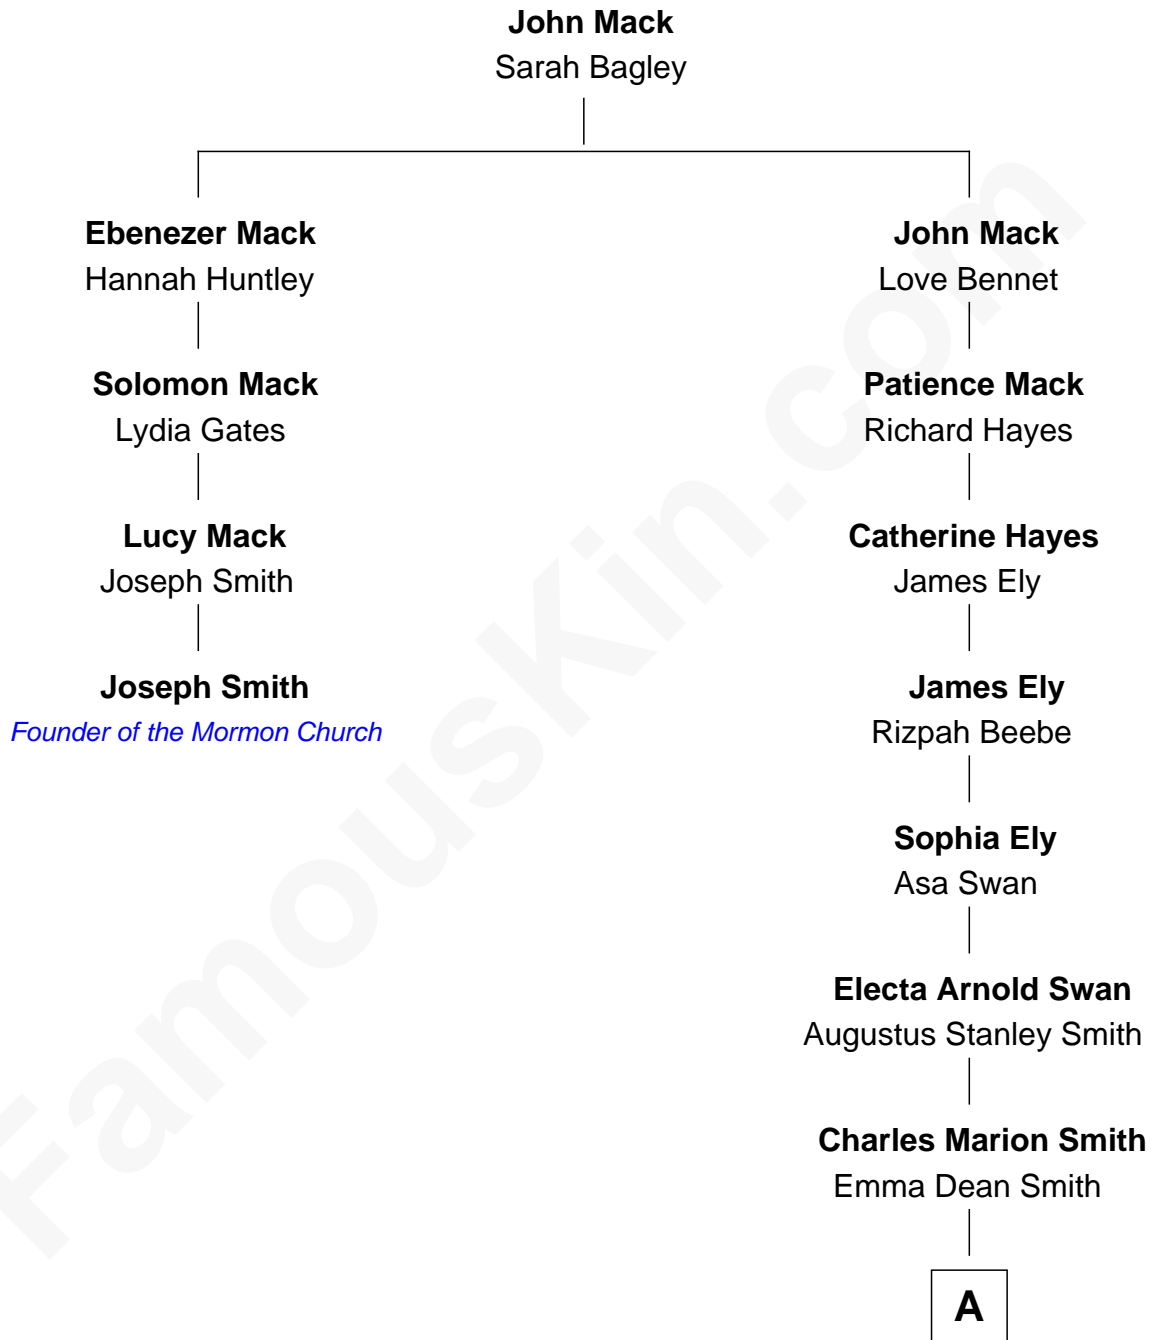 John Mack
Sarah Bagley
Ebenezer Mack
Hannah Huntley
John Mack
Love Bennet
Solomon Mack
Lydia Gates
Patience Mack
Richard Hayes
Lucy Mack
Joseph Smith
Catherine Hayes
James Ely
Joseph Smith
Founder of the Mormon Church
James Ely
Rizpah Beebe
Sophia Ely
Asa Swan
Electa Arnold Swan
Augustus Stanley Smith
Charles Marion Smith
Emma Dean Smith
A
FamousKin.com